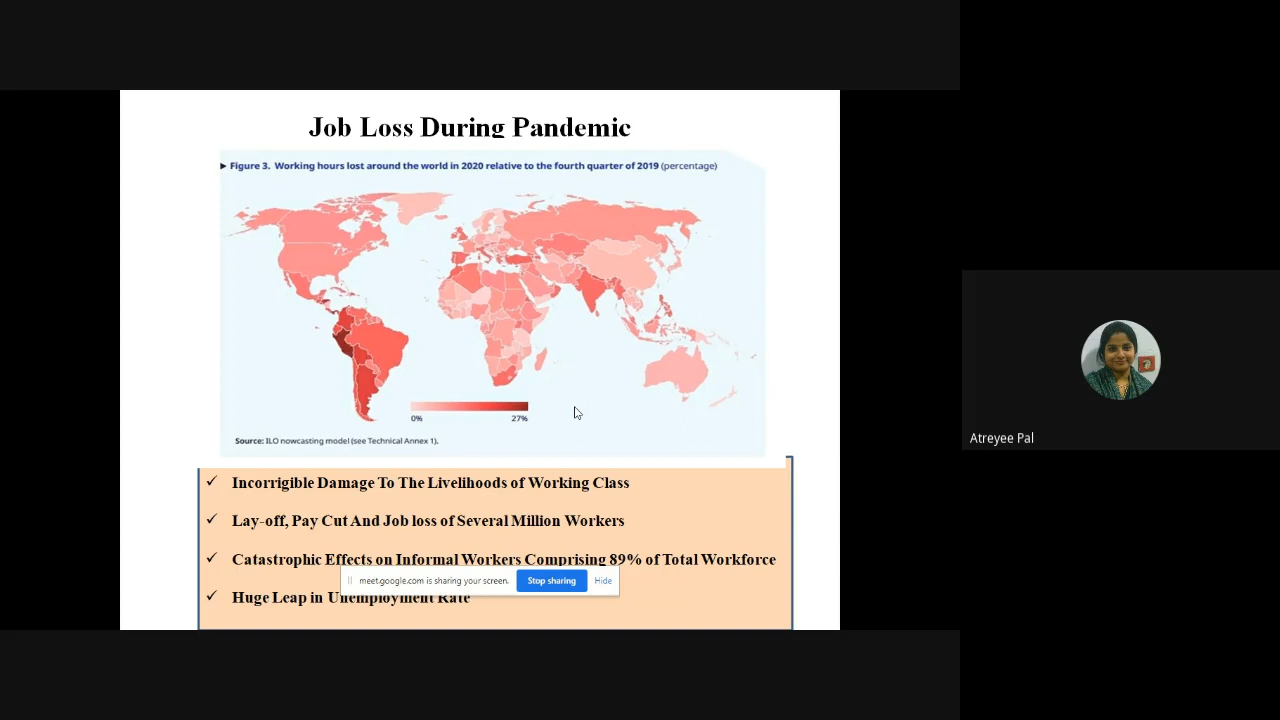 Job Loss During Pandemic
▶ Figure 3. Working hours lost around the world in 2020 relative to the fourth quarter of 2019 (percentage)
0% 27%
Source: ILO nowcasting model (see Technical Annex 1).
✓ Incorrigible Damage To The Livelihoods of Working Class
✓ Lay-off, Pay Cut And Job loss of Several Million Workers
✓ Catastrophic Effects on Informal Workers Comprising 89% of Total Workforce
meet.google.com is sharing your screen. Stop sharing Hide
✓ Huge Leap in Unemployment Rate
Atreyee Pal